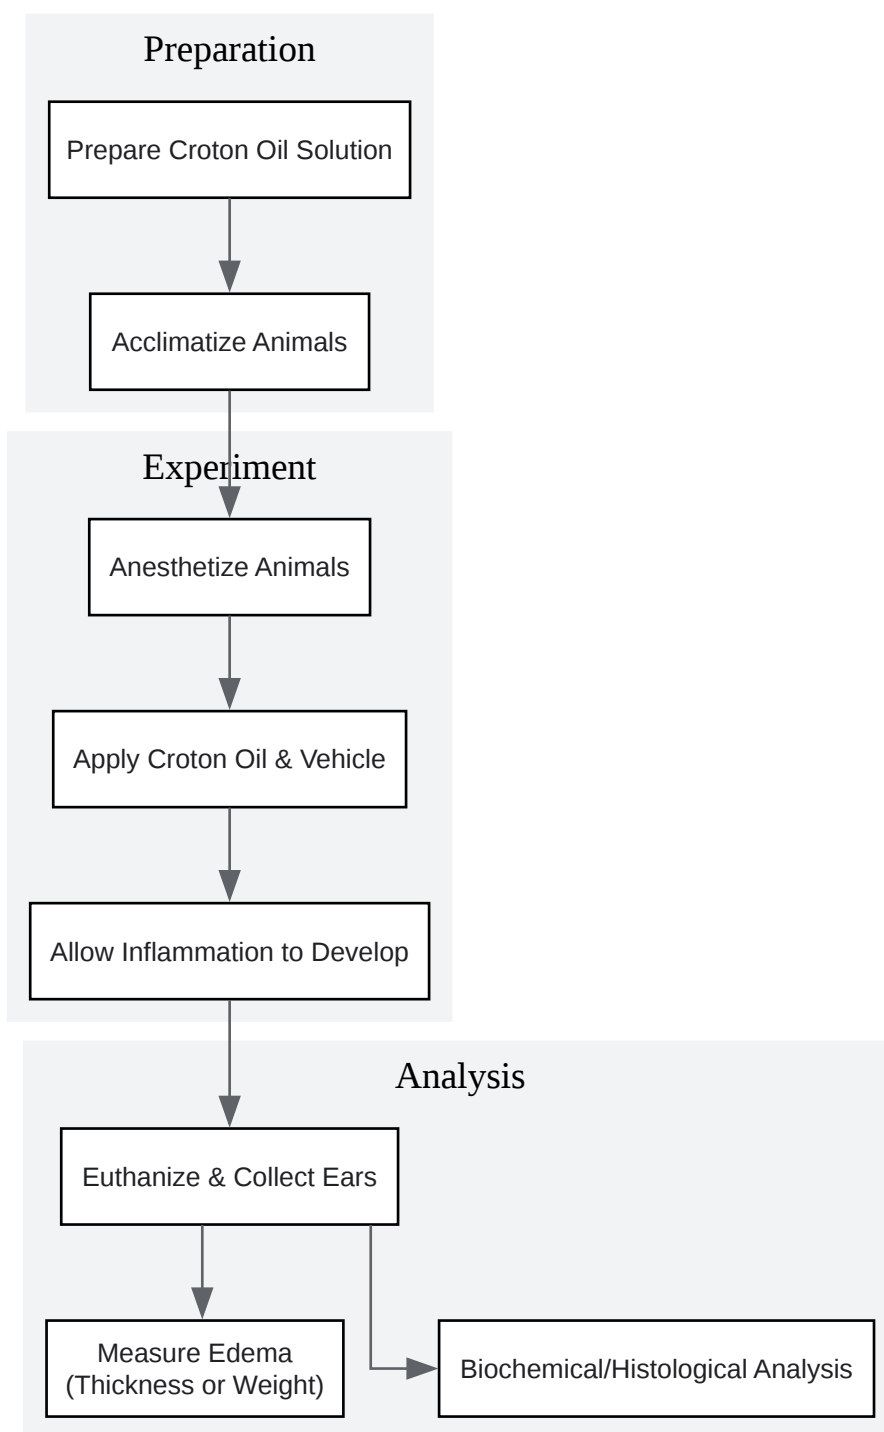 Preparation
Prepare Croton Oil Solution
Acclimatize Animals
Experiment
Anesthetize Animals
Apply Croton Oil & Vehicle
Allow Inflammation to Develop
Analysis
Euthanize & Collect Ears
Measure Edema
(Thickness or Weight)
Biochemical/Histological Analysis